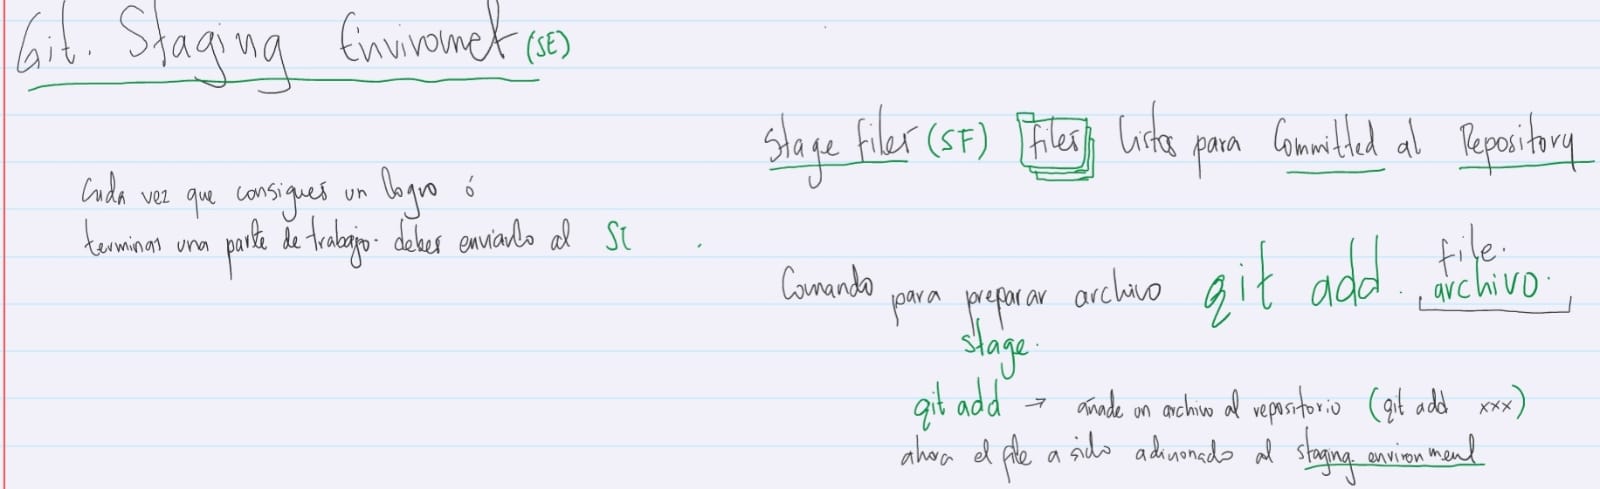 Git. Staging Enviromet (SE)
Cada vez que consigues un logro ó
terminas una parte de trabajo. debes enviarlo al SE
Stage files (SF) files listos para Committed al Repository
Comando para preparar archivo git add. file.
archivo.
stage.
git add → añade un archivo al repositorio (git add xxx)
ahora el file a sido adicionado al staging environment